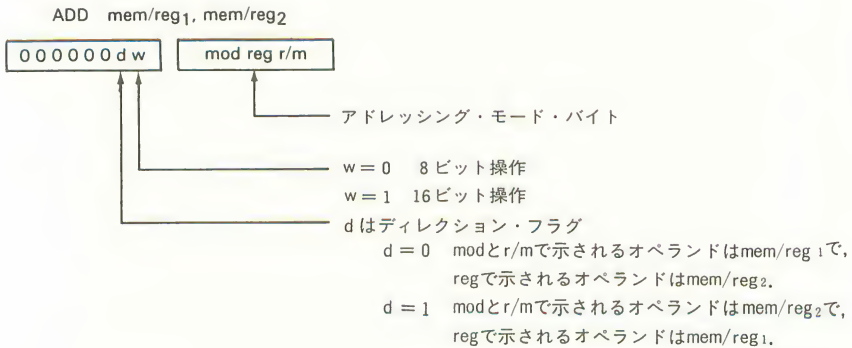 ADD mem/reg1, mem/reg2
000000dw mod reg r/m
アドレッシング・モード・バイト
w=0 8ビット操作
w=1 16ビット操作
dはディレクション・フラグ
d=0 modとr/mで示されるオペランドはmem/reg1で,
regで示されるオペランドはmem/reg2.
d=1 modとr/mで示されるオペランドはmem/reg2で,
regで示されるオペランドはmem/reg1.